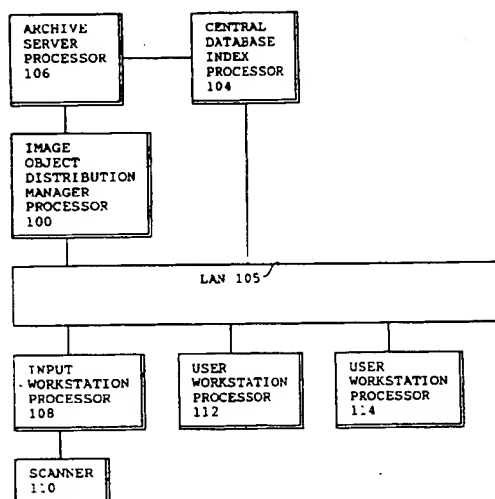 ARCHIVE
SERVER
PROCESSOR
106
CENTRAL
DATABASE
INDEX
PROCESSOR
104
IMAGE
OBJECT
DISTRIBUTION
MANAGER
PROCESSOR
100
LAN 105
INPUT
WORKSTATION
PROCESSOR
108
USER
WORKSTATION
PROCESSOR
112
USER
WORKSTATION
PROCESSOR
114
SCANNER
110